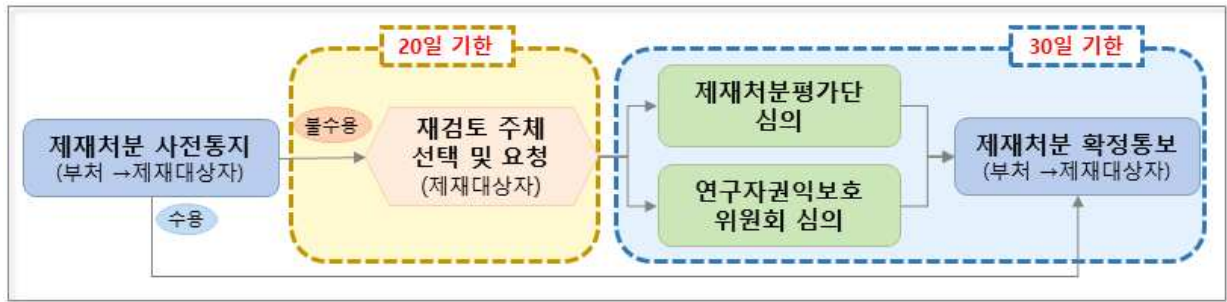 20일 기한
30일 기한
제재처분 사전통지
(부처 →제재대상자)
불수용
수용
재검토 주체
선택 및 요청
(제재대상자)
제재처분평가단
심의
연구자권익보호
위원회 심의
제재처분 확정통보
(부처 →제재대상자)